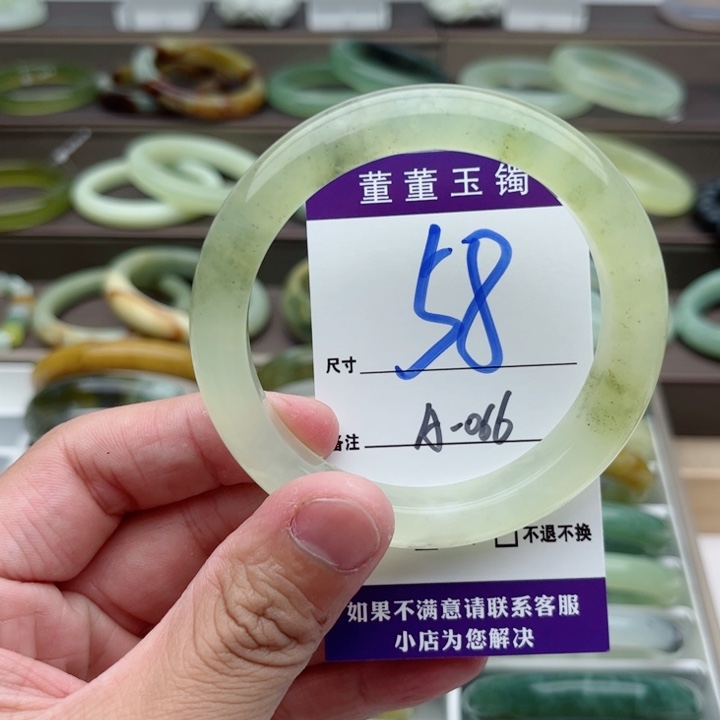 董董玉镯
58
尺寸
A-066
备注
不退不换
如果不满意请联系客服
小店为您解决